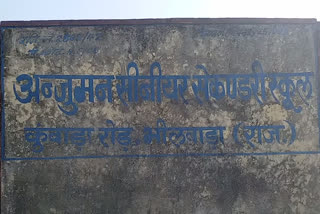 अन्जुमन सीनीयर सेकण्डरी स्कूल
कुवाडा रोड़ भीलवाडा (राज.)